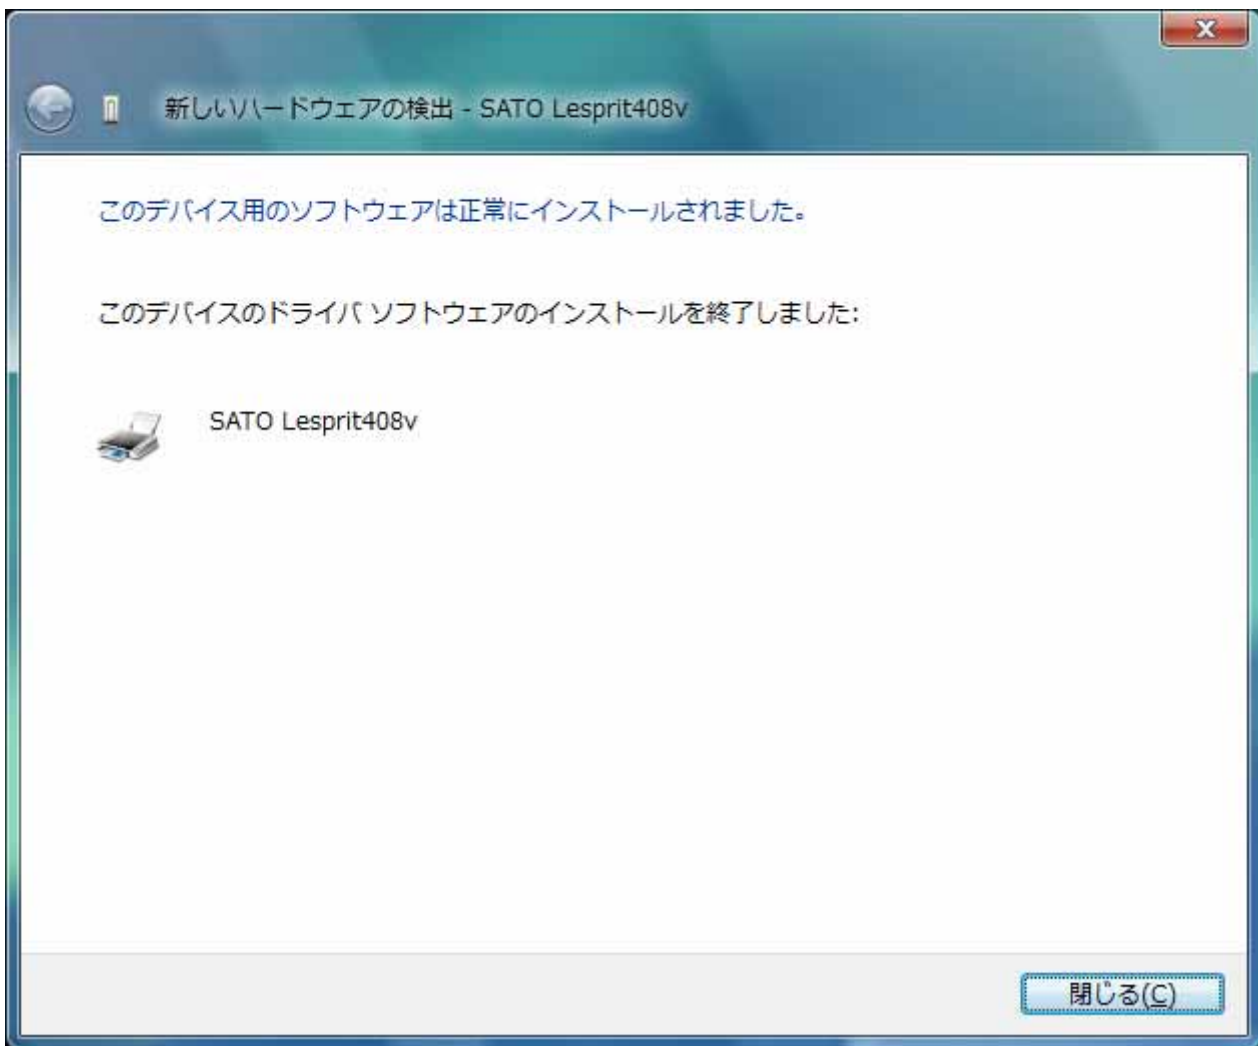 新しいハードウェアの検出 - SATO Lesprit408v
このデバイス用のソフトウェアは正常にインストールされました。
このデバイスのドライバ ソフトウェアのインストールを終了しました:
SATO Lesprit408v
閉じる(C)